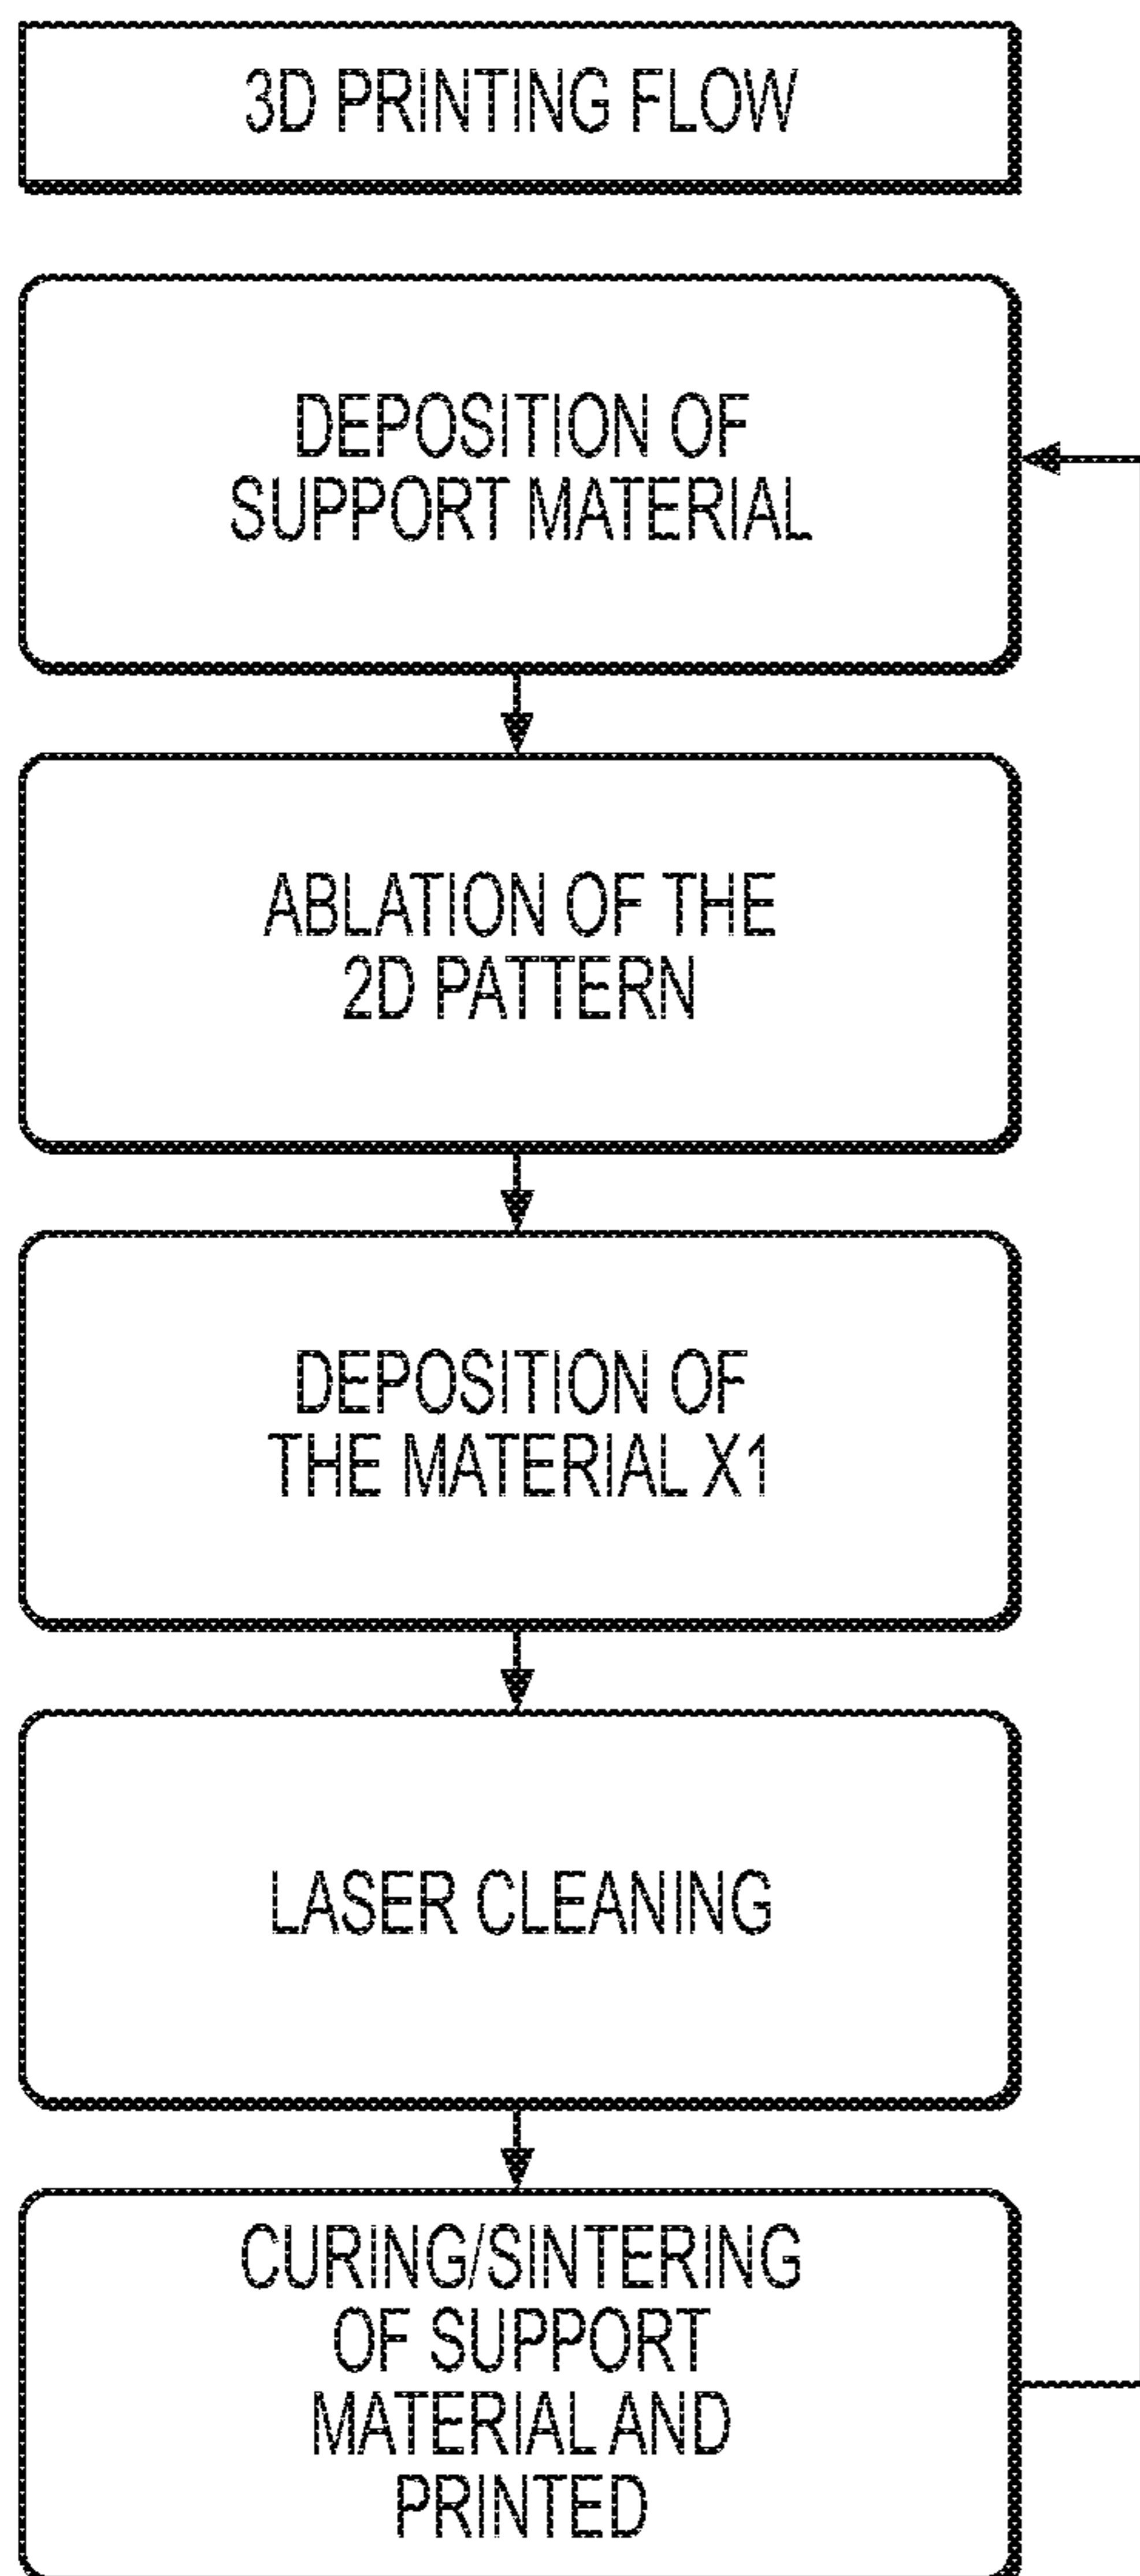 3D PRINTING FLOW
DEPOSITION OF
SUPPORT MATERIAL
ABLATION OF THE
2D PATTERN
DEPOSITION OF
THE MATERIAL X1
LASER CLEANING
CURING/SINTERING
OF SUPPORT
MATERIAL AND
PRINTED